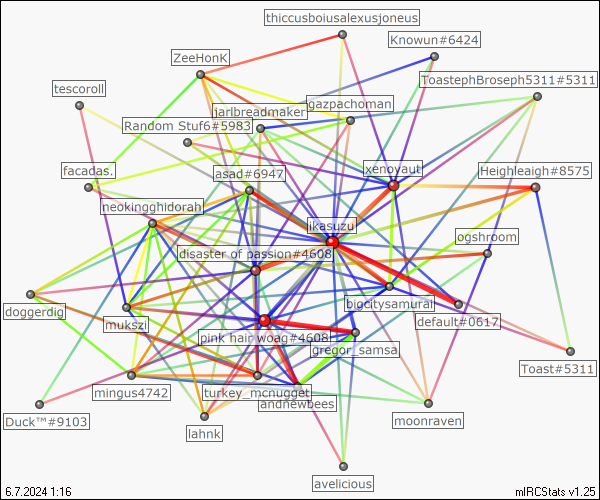 thiccusboiusalexusjoneus
Knowun#6424
ZeeHonK
ToastephBroseph5311#5311
tescoroll
jarlbreadmaker
gazpachoman
Random Stuf6#5983
facadas.
asad#6947
xenovaut
Heighleaigh#8575
neokingghidorah
ikasuzu
ogshroom
disaster of passion#4608
doggerdig
mukszi
bigcitysamurai
default#0617
pink hair woag#4608
gregor_samsa
Toast#5311
mingus4742
turkey_mcnugget
andnewbees
Duck™#9103
lahnk
moonraven
avelicious
6.7.2024 1:16
mIRCStats v1.25